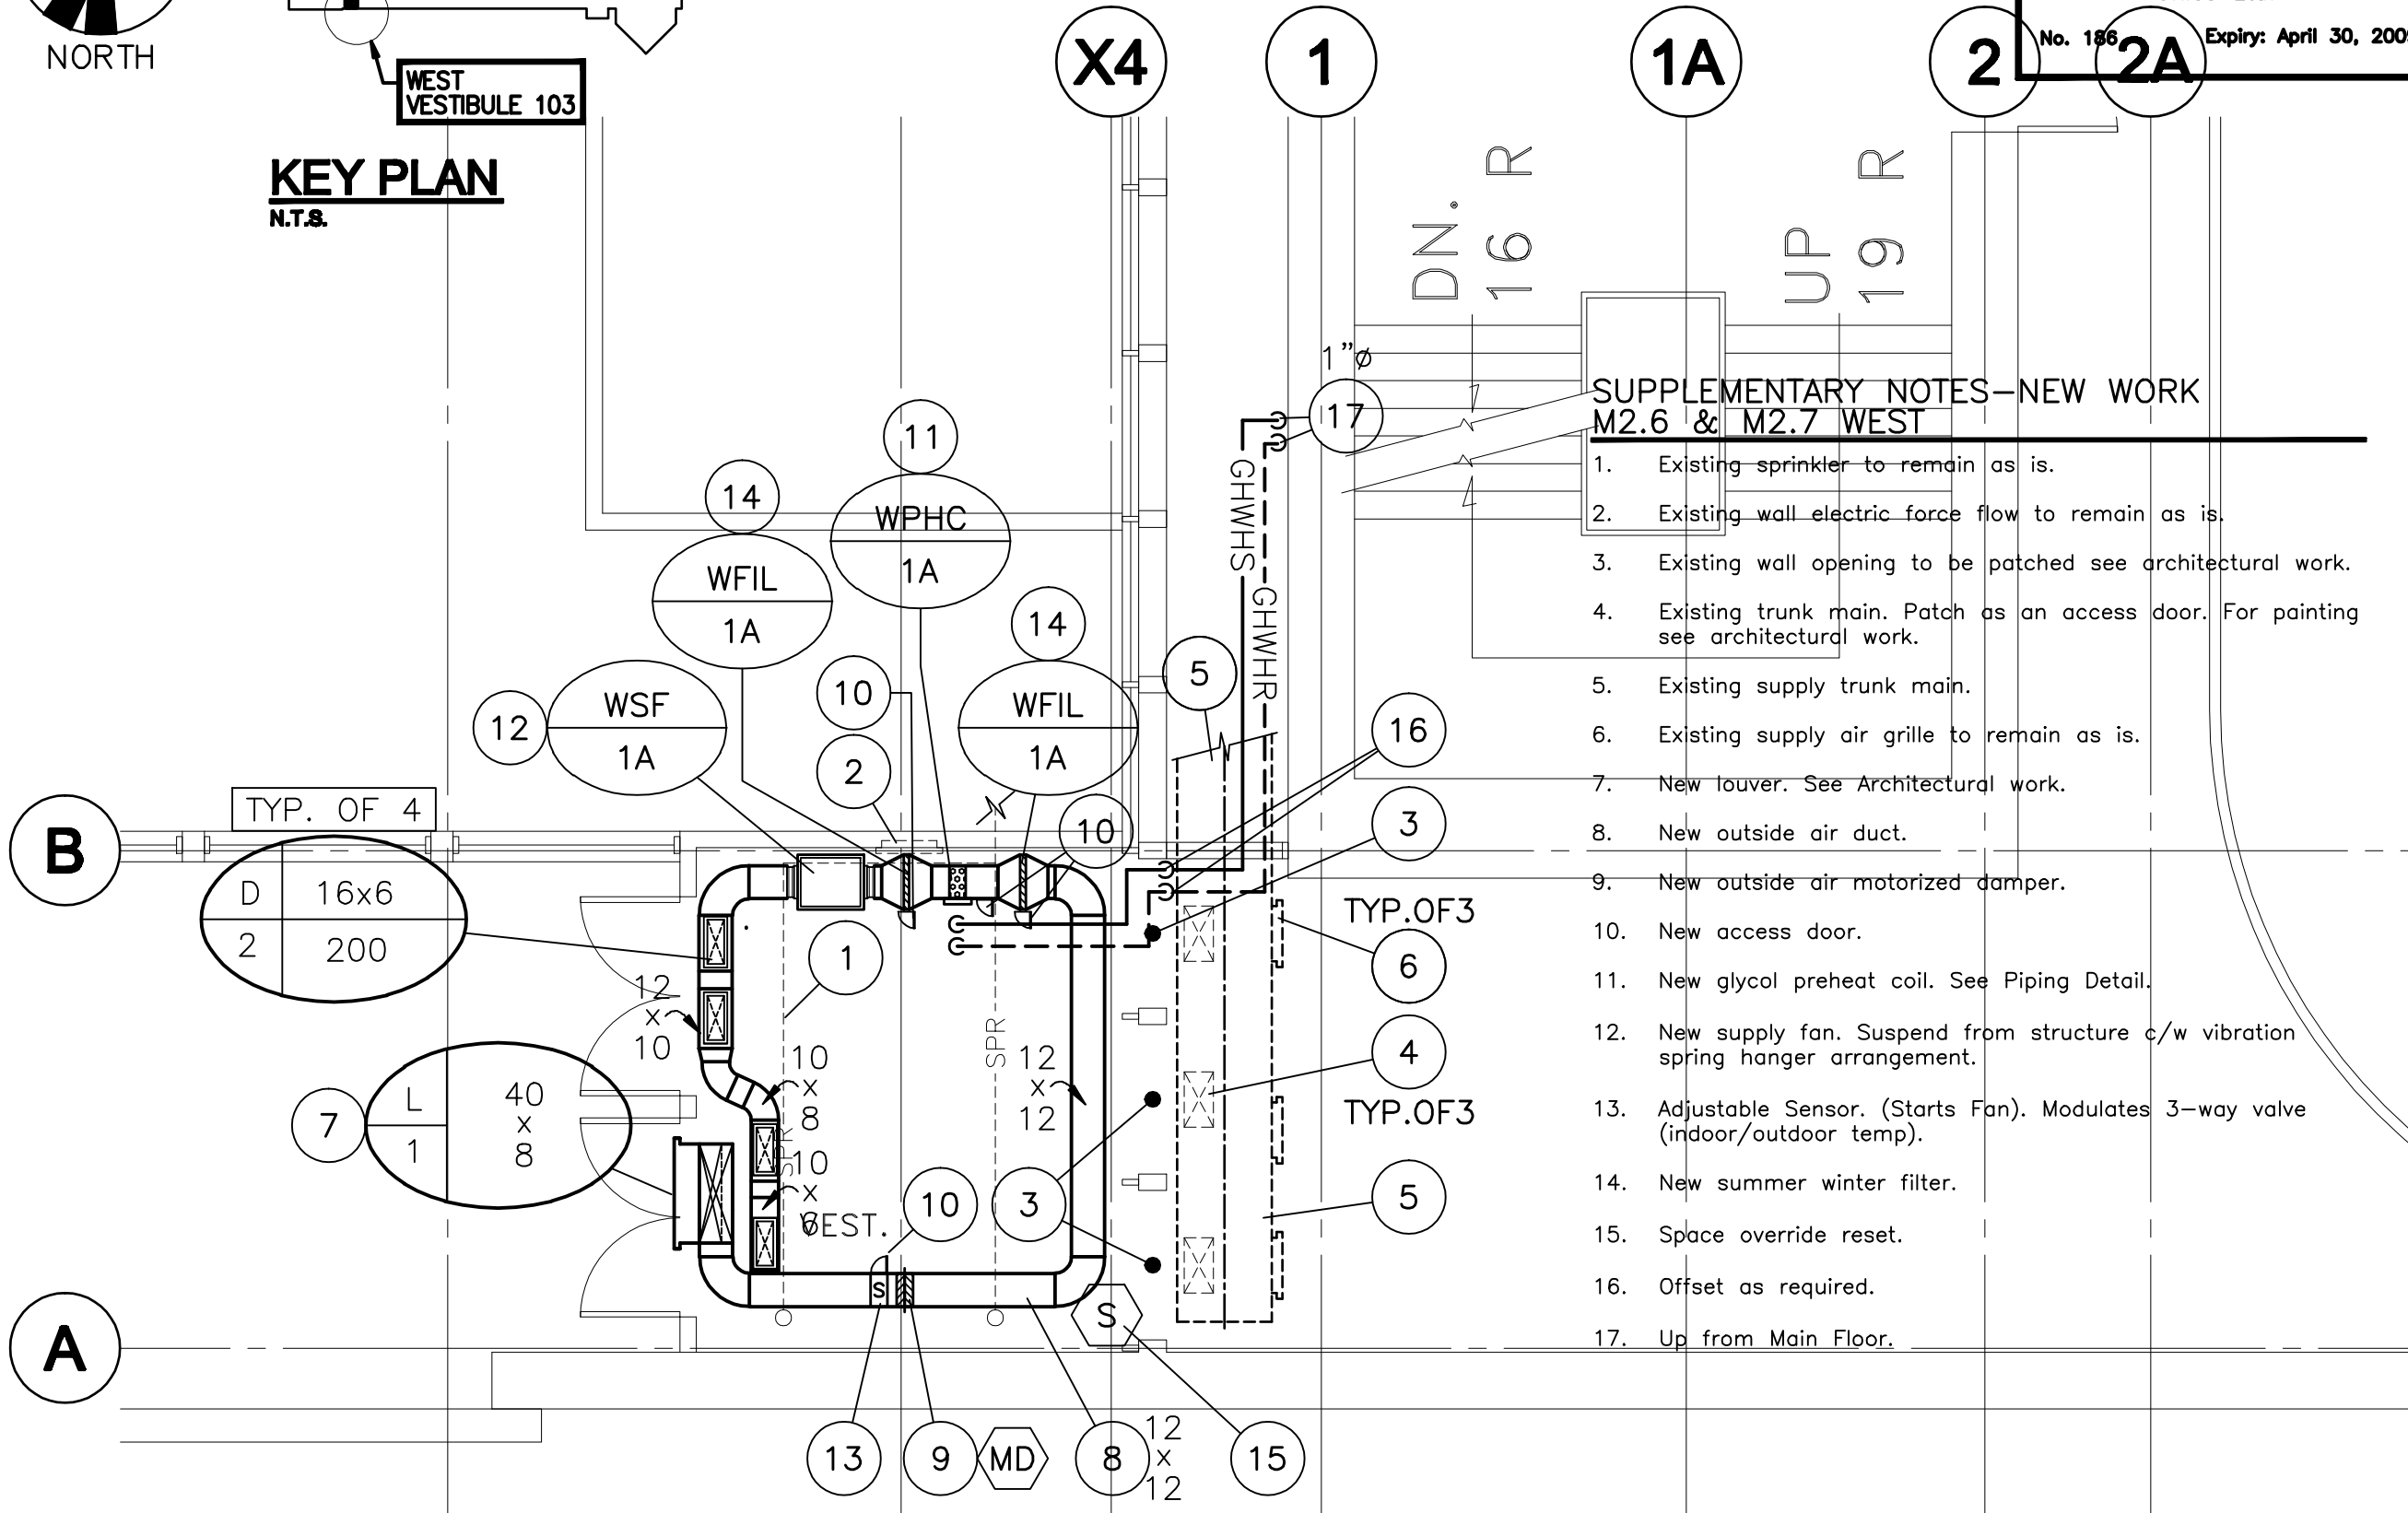 NORTH
WEST
VESTIBULE 103
KEY PLAN
N.T.S.
X4
1
1A
2
2A
No. 186
Expiry: April 30, 200
DN.
16 R
UP
19 R
1"ø
17
SUPPLEMENTARY NOTES-NEW WORK
M2.6 & M2.7 WEST
1. Existing sprinkler to remain as is.
2. Existing wall electric force flow to remain as is.
3. Existing wall opening to be patched see architectural work.
4. Existing trunk main. Patch as an access door. For painting
see architectural work.
5. Existing supply trunk main.
6. Existing supply air grille to remain as is.
7. New louver. See Architectural work.
8. New outside air duct.
9. New outside air motorized damper.
10. New access door.
11. New glycol preheat coil. See Piping Detail.
12. New supply fan. Suspend from structure c/w vibration
spring hanger arrangement.
13. Adjustable Sensor. (Starts Fan). Modulates 3-way valve
(indoor/outdoor temp).
14. New summer winter filter.
15. Space override reset.
16. Offset as required.
17. Up from Main Floor.
11
WPHC
1A
14
WFIL
1A
14
WFIL
1A
12
WSF
1A
10
2
10
5
GHWHS
GHWHR
16
3
TYP.OF3
6
4
TYP.OF3
5
B
TYP. OF 4
D
16x6
2
200
12
x
10
1
SPR
10
x
8
SPR
12
x
12
10
x
6
VEST.
7
L
1
40
x
8
10
3
S
S
A
13
9
MD
8
12
x
12
15